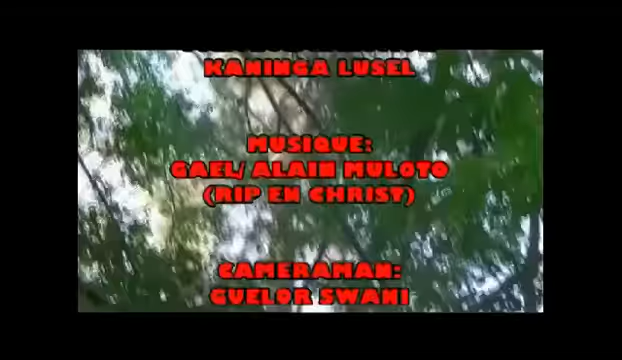 KANINGA LUSEL
MUSIQUE:
GAEL/ ALAIN MULOTO
(RIP EN CHRIST)
CAMERAMAN:
GUELOR SWANI